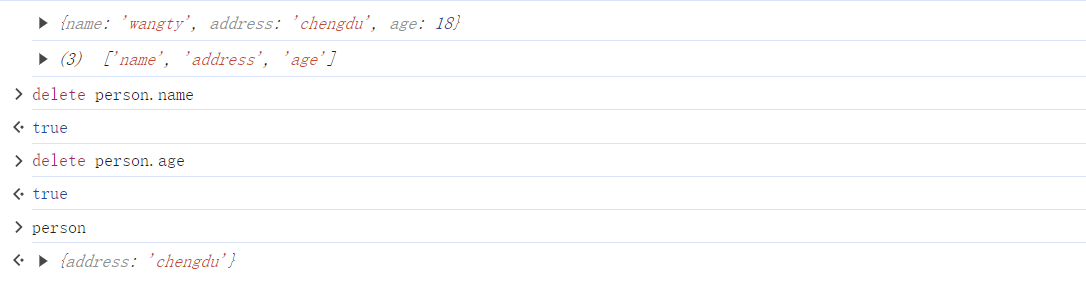 {name: 'wangty', address: 'chengdu', age: 18}
(3) ['name', 'address', 'age']
delete person.name
true
delete person.age
true
person
{address: 'chengdu'}